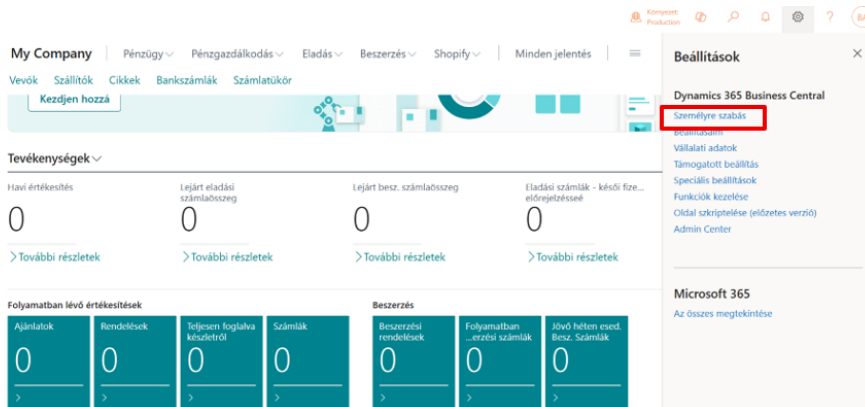 Környezet:
Production
My Company
Pénzügy
Pénzgazdálkodás
Eladás
Beszerzés
Shopify
Minden jelentés
Vevők
Szállítók
Cikkek
Bankszámlák
Számlatükör
Kezdjen hozzá
Tevékenységek
Havi értékesítés
0
>További részletek
Lejárt eladási
számlaösszeg
0
>További részletek
Lejárt besz. számlaösszeg
0
>További részletek
Eladási számlák - késői fize...
előrejelzésseé
0
>További részletek
Folyamatban lévő értékesítések
Ajánlatok
0
Rendelések
0
Teljesen foglalva
készletről
0
Számlák
0
Beszerzés
Beszerzési
rendelések
0
Folyamatban
...erzési számlák
0
Jövő héten esed.
Besz. Számlák
0
Beállítások
Dynamics 365 Business Central
Személyre szabás
Beállításaim
Vállalati adatok
Támogatott beállítás
Speciális beállítások
Funkciók kezelése
Oldal szkriptelése (előzetes verzió)
Admin Center
Microsoft 365
Az összes megtekintése